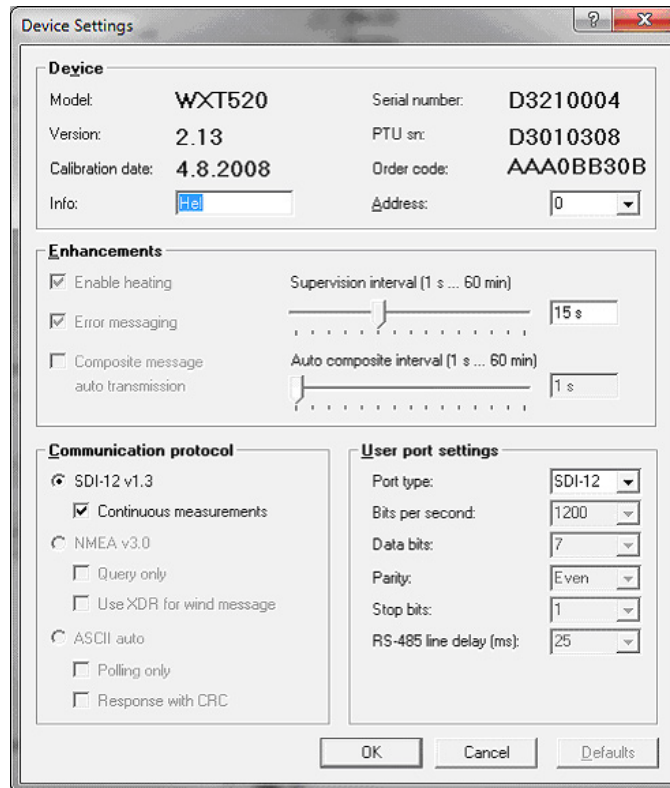 Device Settings
Device
Model: WXT520 Serial number: D3210004
Version: 2.13 PTU sn: D3010308
Calibration date: 4.8.2008 Order code: AAA0BB30B
Info: Hel Address: 0
Enhancements
Enable heating Supervision interval (1 s ... 60 min)
15 s
Error messaging
Composite message Auto composite interval (1 s ... 60 min)
auto transmission 1 s
Communication protocol User port settings
SDI-12 v1.3 Port type: SDI-12
Continuous measurements Bits per second: 1200
NMEA v3.0 Data bits: 7
Query only Parity: Even
Use XDR for wind message Stop bits: 1
ASCII auto RS-485 line delay (ms): 25
Polling only
Response with CRC
OK Cancel Defaults